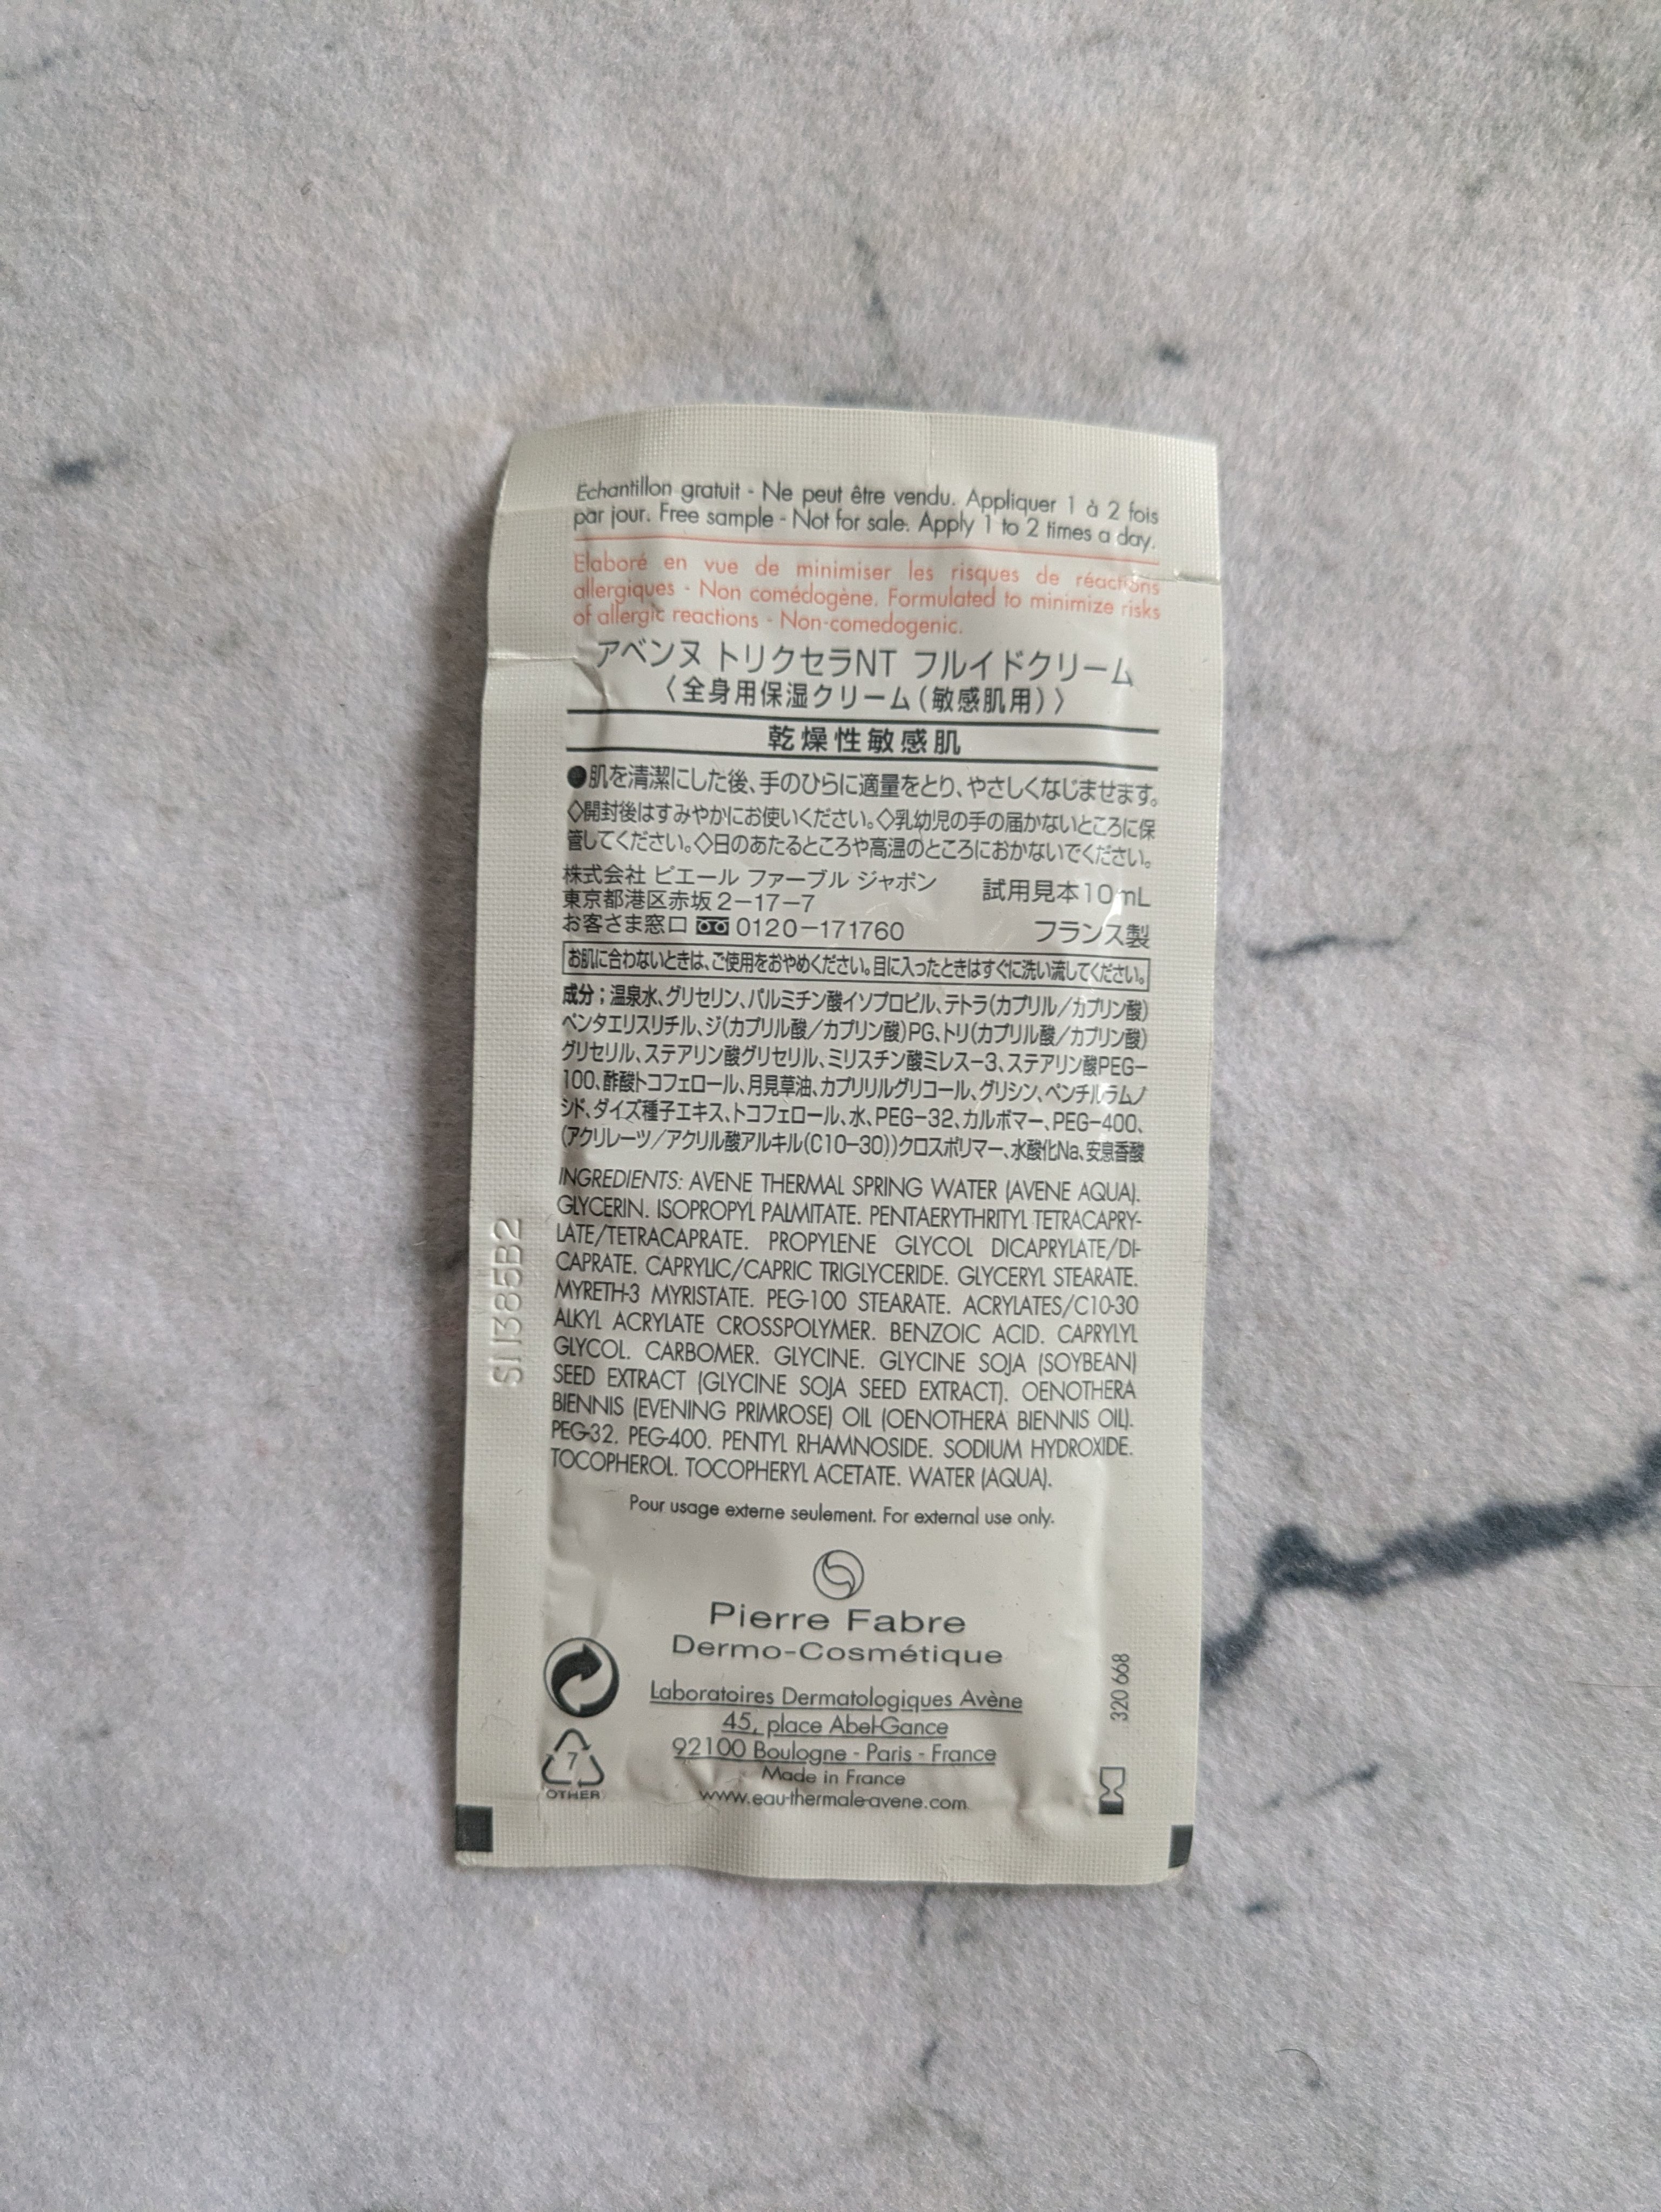 Echantillon gratuit - Ne peut être vendu. Appliquer 1 à 2 fois
par jour. Free sample - Not for sale. Apply 1 to 2 times a day.
Elaboré en vue de minimiser les risques de réactions
allergiques - Non comédogène. Formulated to minimize risks
of allergic reactions - Non-comedogenic.
アベンヌ トリクセラNT フルイドクリーム
〈全身用保湿クリーム(敏感肌用)〉
乾燥性敏感肌
●肌を清潔にした後、手のひらに適量をとり、やさしくなじませます。
◇開封後はすみやかにお使いください。◇乳幼児の手の届かないところに保
管してください。◇日のあたるところや高温のところにおかないでください。
株式会社 ピエール ファーブル ジャポン 試用見本10mL
東京都港区赤坂2-17-7
お客さま窓口 0120-171760 フランス製
お肌に合わないときは、ご使用をおやめください。目に入ったときはすぐに洗い流してください。
成分;温泉水、グリセリン、パルミチン酸イソプロピル、テトラ(カプリル/カプリン酸)
ペンタエリスリチル、ジ(カプリル酸/カプリン酸)PG、トリ(カプリル酸/カプリン酸)
グリセリル、ステアリン酸グリセリル、ミリスチン酸ミレス-3、ステアリン酸PEG-
100、酢酸トコフェロール、月見草油、カプリリルグリコール、グリシン、ペンチルラムノ
シド、ダイズ種子エキス、トコフェロール、水、PEG-32、カルボマー、PEG-400、
(アクリレーツ/アクリル酸アルキル(C10-30))クロスポリマー、水酸化Na、安息香酸
INGREDIENTS: AVENE THERMAL SPRING WATER (AVENE AQUA).
GLYCERIN. ISOPROPYL PALMITATE. PENTAERYTHRITYL TETRACAPRY-
LATE/TETRACAPRATE. PROPYLENE GLYCOL DICAPRYLATE/DI-
CAPRATE. CAPRYLIC/CAPRIC TRIGLYCERIDE. GLYCERYL STEARATE.
MYRETH-3 MYRISTATE. PEG-100 STEARATE. ACRYLATES/C10-30
ALKYL ACRYLATE CROSSPOLYMER. BENZOIC ACID. CAPRYLYL
GLYCOL. CARBOMER. GLYCINE. GLYCINE SOJA (SOYBEAN)
SEED EXTRACT (GLYCINE SOJA SEED EXTRACT). OENOTHERA
BIENNIS (EVENING PRIMROSE) OIL (OENOTHERA BIENNIS OIL).
PEG-32. PEG-400. PENTYL RHAMNOSIDE. SODIUM HYDROXIDE.
TOCOPHEROL. TOCOPHERYL ACETATE. WATER (AQUA).
S1385B2
Pour usage externe seulement. For external use only.
Pierre Fabre
Dermo-Cosmétique
Laboratoires Dermatologiques Avène
45, place Abel-Gance
92100 Boulogne - Paris - France
Made in France
www.eau-thermale-avene.com
7
OTHER
320 668